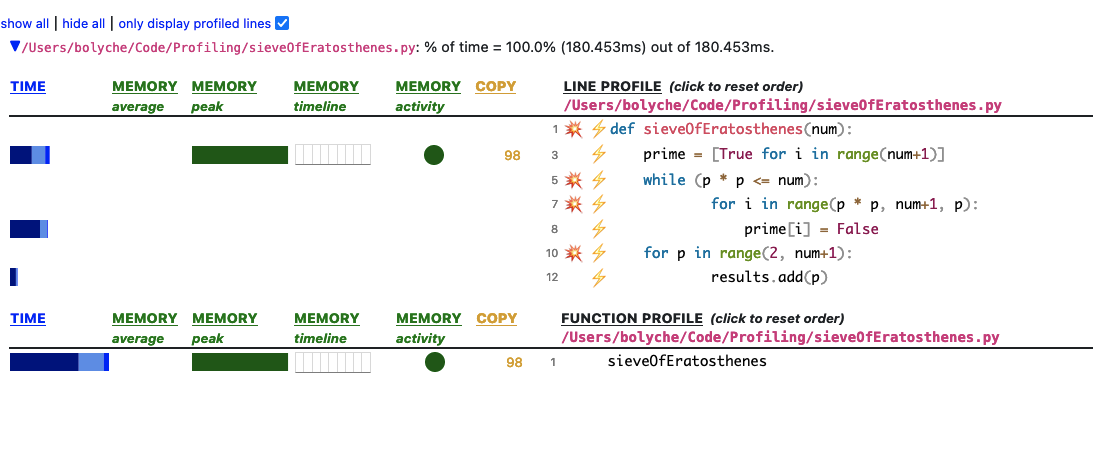 show all | hide all | only display profiled lines
▼/Users/bolyche/Code/Profiling/sieveOfEratosthenes.py: % of time = 100.0% (180.453ms) out of 180.453ms.
TIME MEMORY average MEMORY peak MEMORY timeline MEMORY activity COPY LINE PROFILE (click to reset order)
/Users/bolyche/Code/Profiling/sieveOfEratosthenes.py
1 💥 ⚡ def sieveOfEratosthenes(num):
98 3 ⚡ prime = [True for i in range(num+1)]
5 💥 ⚡ while (p * p <= num):
7 💥 ⚡ for i in range(p * p, num+1, p):
8 ⚡ prime[i] = False
10 💥 ⚡ for p in range(2, num+1):
12 ⚡ results.add(p)
TIME MEMORY average MEMORY peak MEMORY timeline MEMORY activity COPY FUNCTION PROFILE (click to reset order)
/Users/bolyche/Code/Profiling/sieveOfEratosthenes.py
98 1 sieveOfEratosthenes